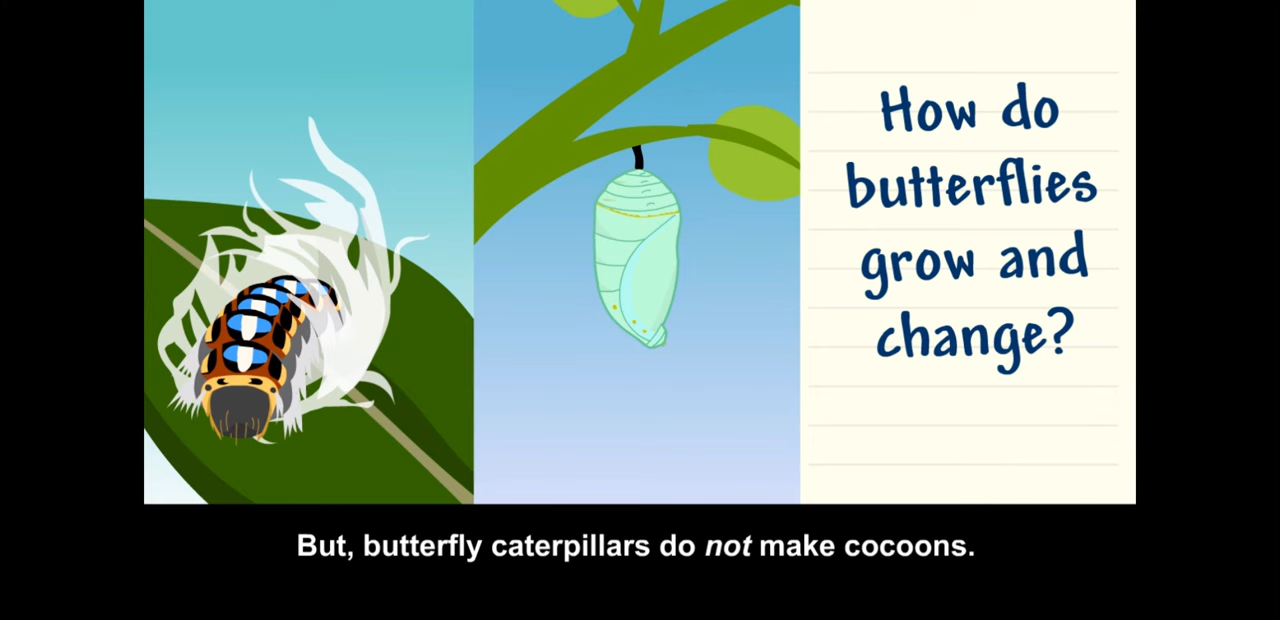 How do
butterflies
grow and
change?
But, butterfly caterpillars do not make cocoons.